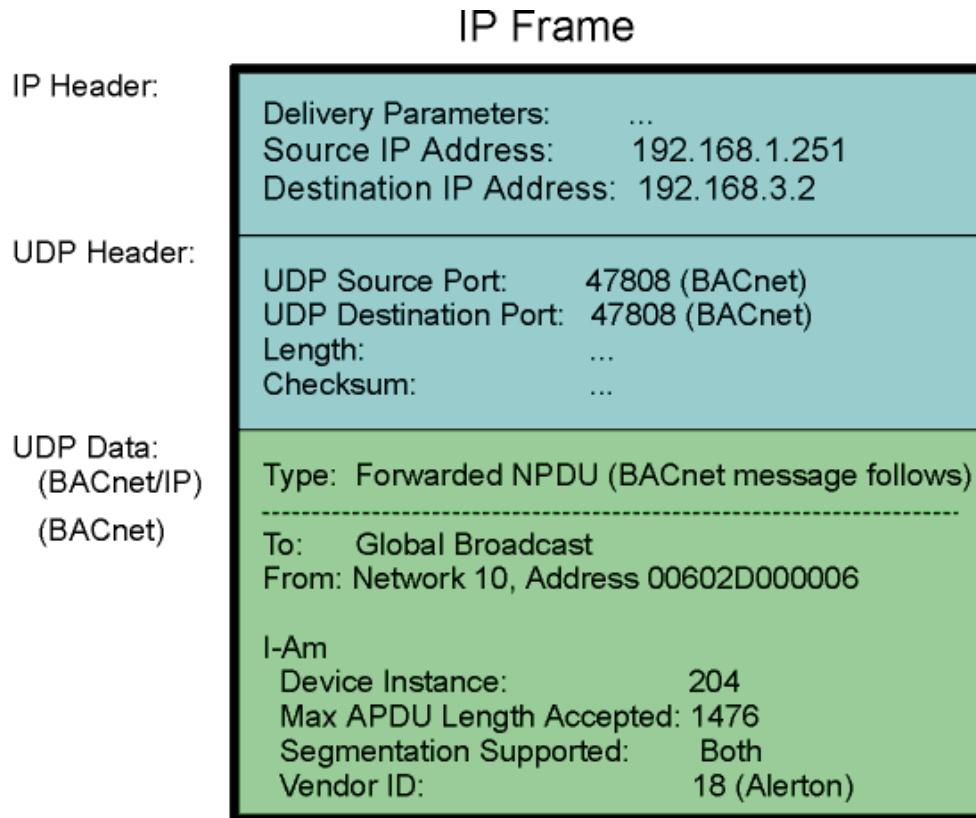 IP Frame
IP Header:
Delivery Parameters: ...
Source IP Address: 192.168.1.251
Destination IP Address: 192.168.3.2
UDP Header:
UDP Source Port: 47808 (BACnet)
UDP Destination Port: 47808 (BACnet)
Length: ...
Checksum: ...
UDP Data:
(BACnet/IP)
(BACnet)
Type: Forwarded NPDU (BACnet message follows)
To: Global Broadcast
From: Network 10, Address 00602D000006
I-Am
Device Instance: 204
Max APDU Length Accepted: 1476
Segmentation Supported: Both
Vendor ID: 18 (Alerton)